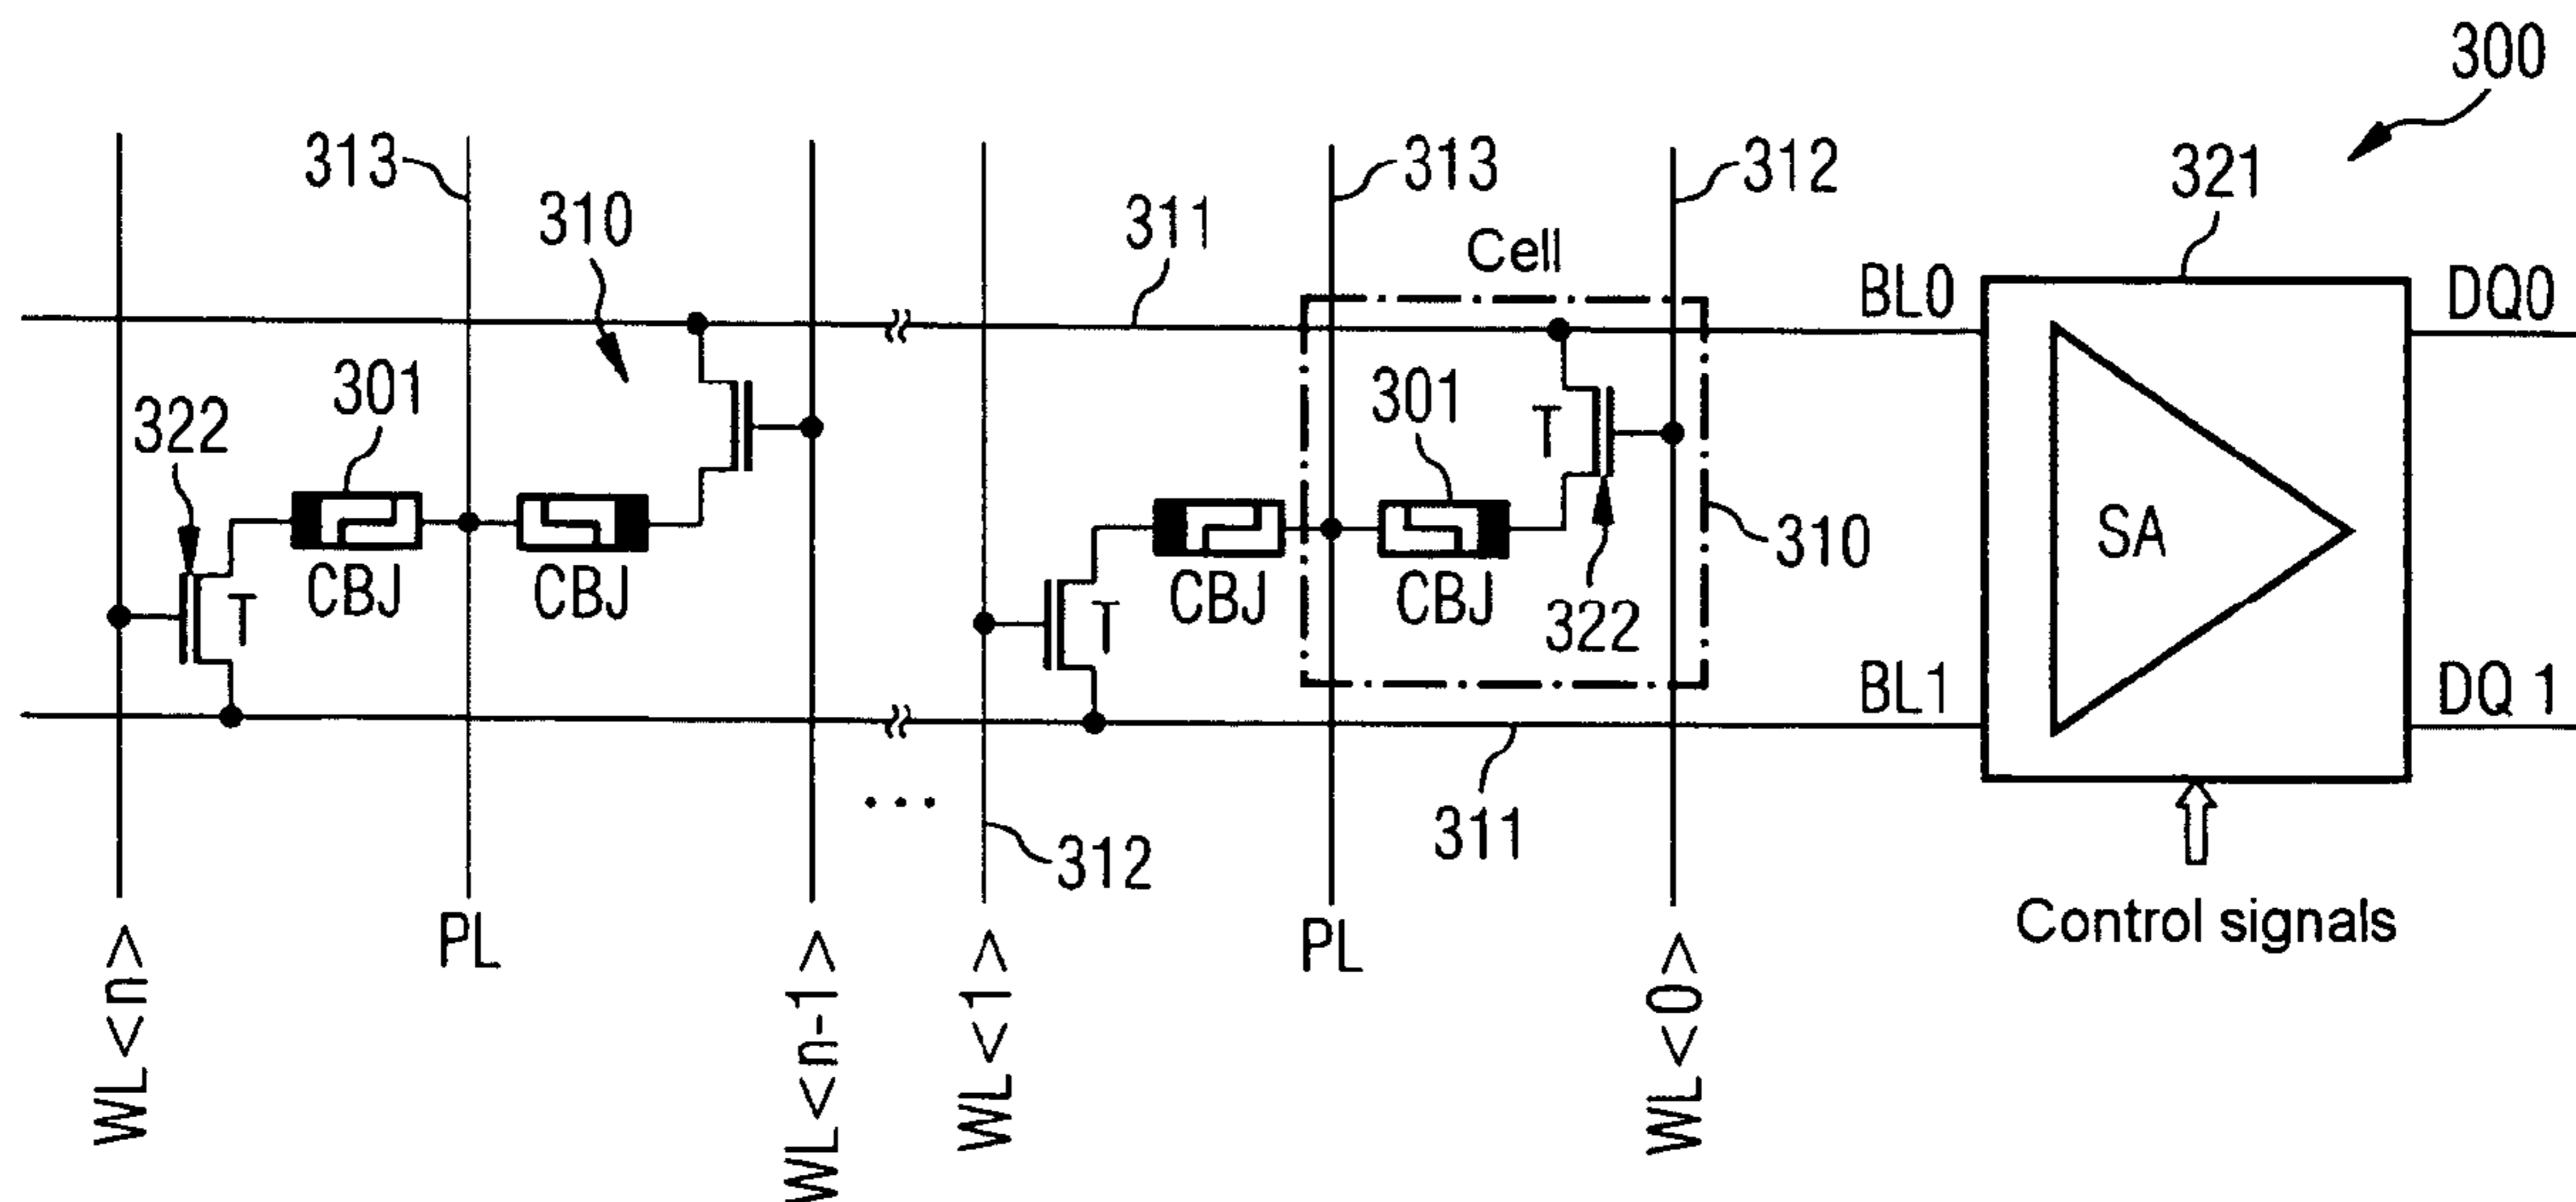 300
313
310
311
313
312
321
Cell
BL0
DQ0
322
301
301
T
T
CBJ
CBJ
T
CBJ
CBJ
322
310
SA
BL1
DQ 1
...
312
311
PL
PL
Control signals
WL<n>
WL<n-1>
WL<1>
WL<0>